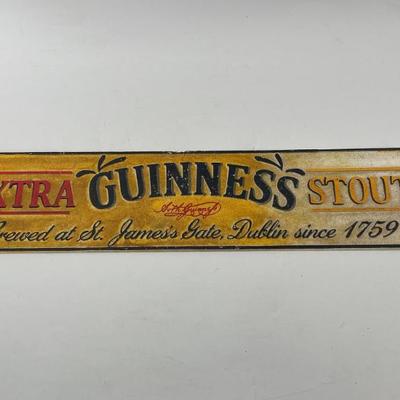 XTRA GUINNESS STOUT
Brewed at St. James's Gate, Dublin since 1759